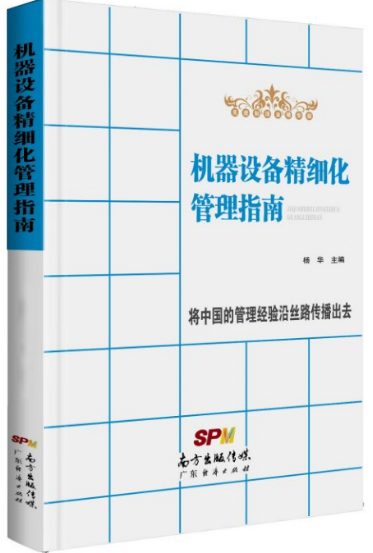 机器设备精细化管理指南
SPM
南方出版传媒
广东经济出版社
机器设备精细化
管理指南
杨 华 主编
将中国的管理经验沿丝路传播出去
SPM
南方出版传媒
广东经济出版社